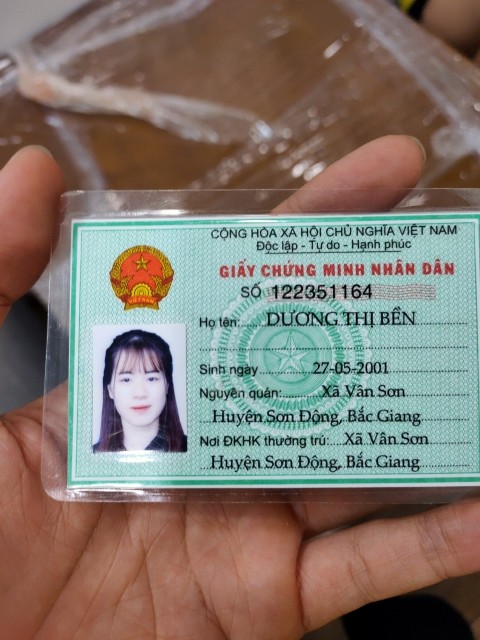 CỘNG HÒA XÃ HỘI CHỦ NGHĨA VIỆT NAM
Độc lập - Tự do - Hạnh phúc
GIẤY CHỨNG MINH NHÂN DÂN
SỐ 122351164
Họ tên: DƯƠNG THỊ BỀN
Sinh ngày 27-05-2001
Nguyên quán: Xã Vân Sơn
Huyện Sơn Động, Bắc Giang
Nơi ĐKHK thường trú: Xã Vân Sơn
Huyện Sơn Động, Bắc Giang
VIỆT NAM